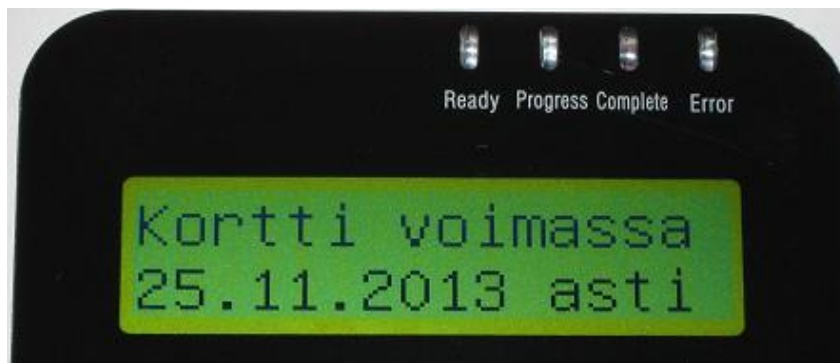 Ready Progress Complete Error
Kortti voimassa
25.11.2013 asti